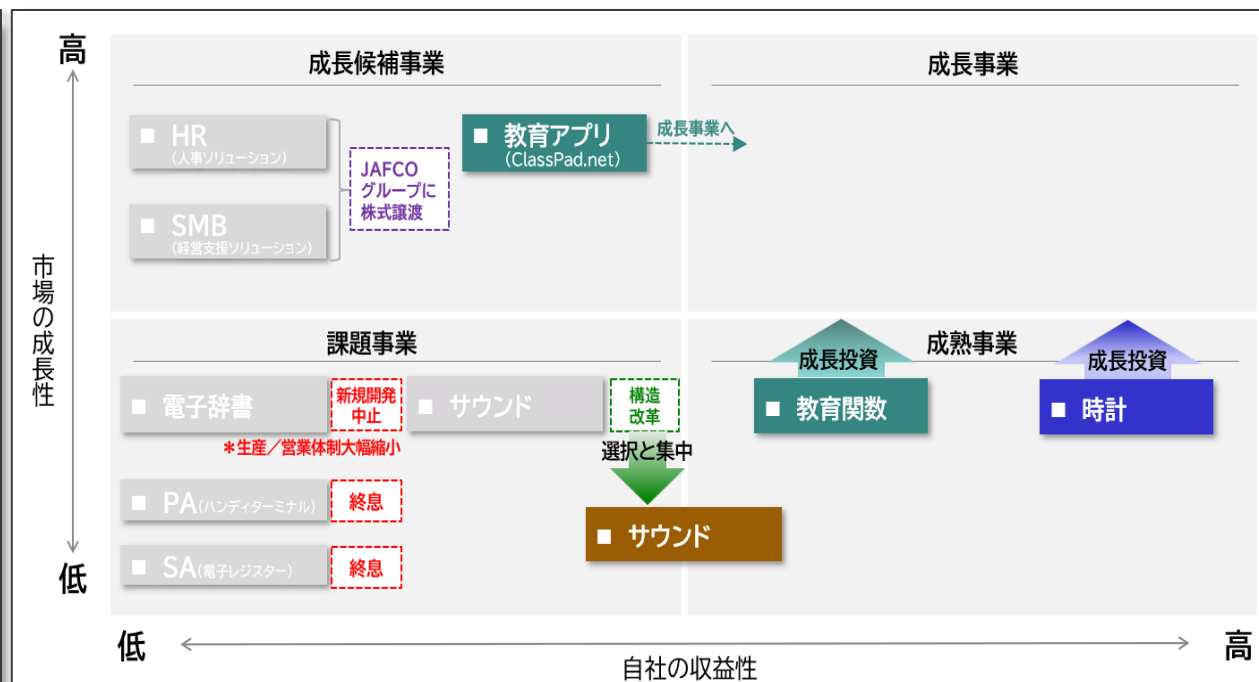 高
成長候補事業
成長事業
■ HR
(人事ソリューション)
■ SMB
(経営支援ソリューション)
JAFCO
グループに
株式譲渡
■ 教育アプリ
(ClassPad.net)
成長事業へ
市場の成長性
課題事業
成熟事業
■ 電子辞書
新規開発
中止
＊生産／営業体制大幅縮小
■ サウンド
構造
改革
選択と集中
成長投資
■ 教育関数
成長投資
■ 時計
■ PA(ハンディターミナル)
終息
■ サウンド
■ SA(電子レジスター)
終息
低
低
自社の収益性
高